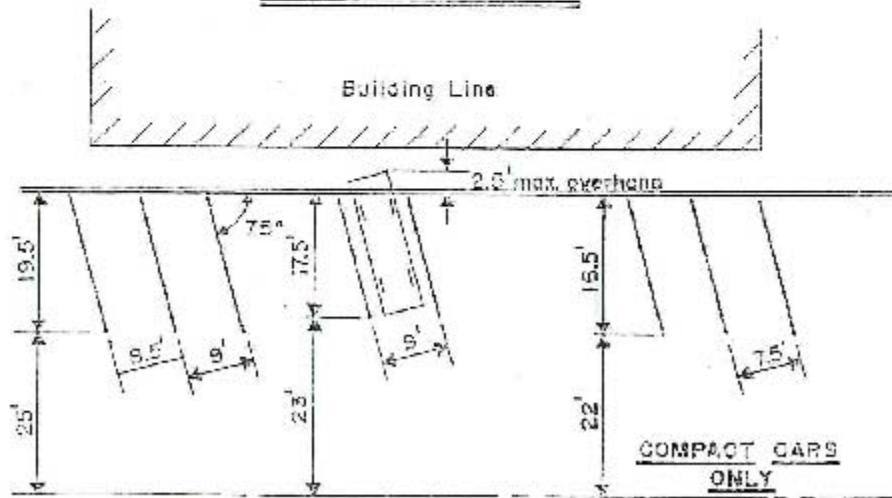 Building Line
2.5' max. overhang
75°
19.5'
17.5'
16.5'
8.5'
9'
9'
7.5'
25'
23'
22'
COMPACT CARS
ONLY